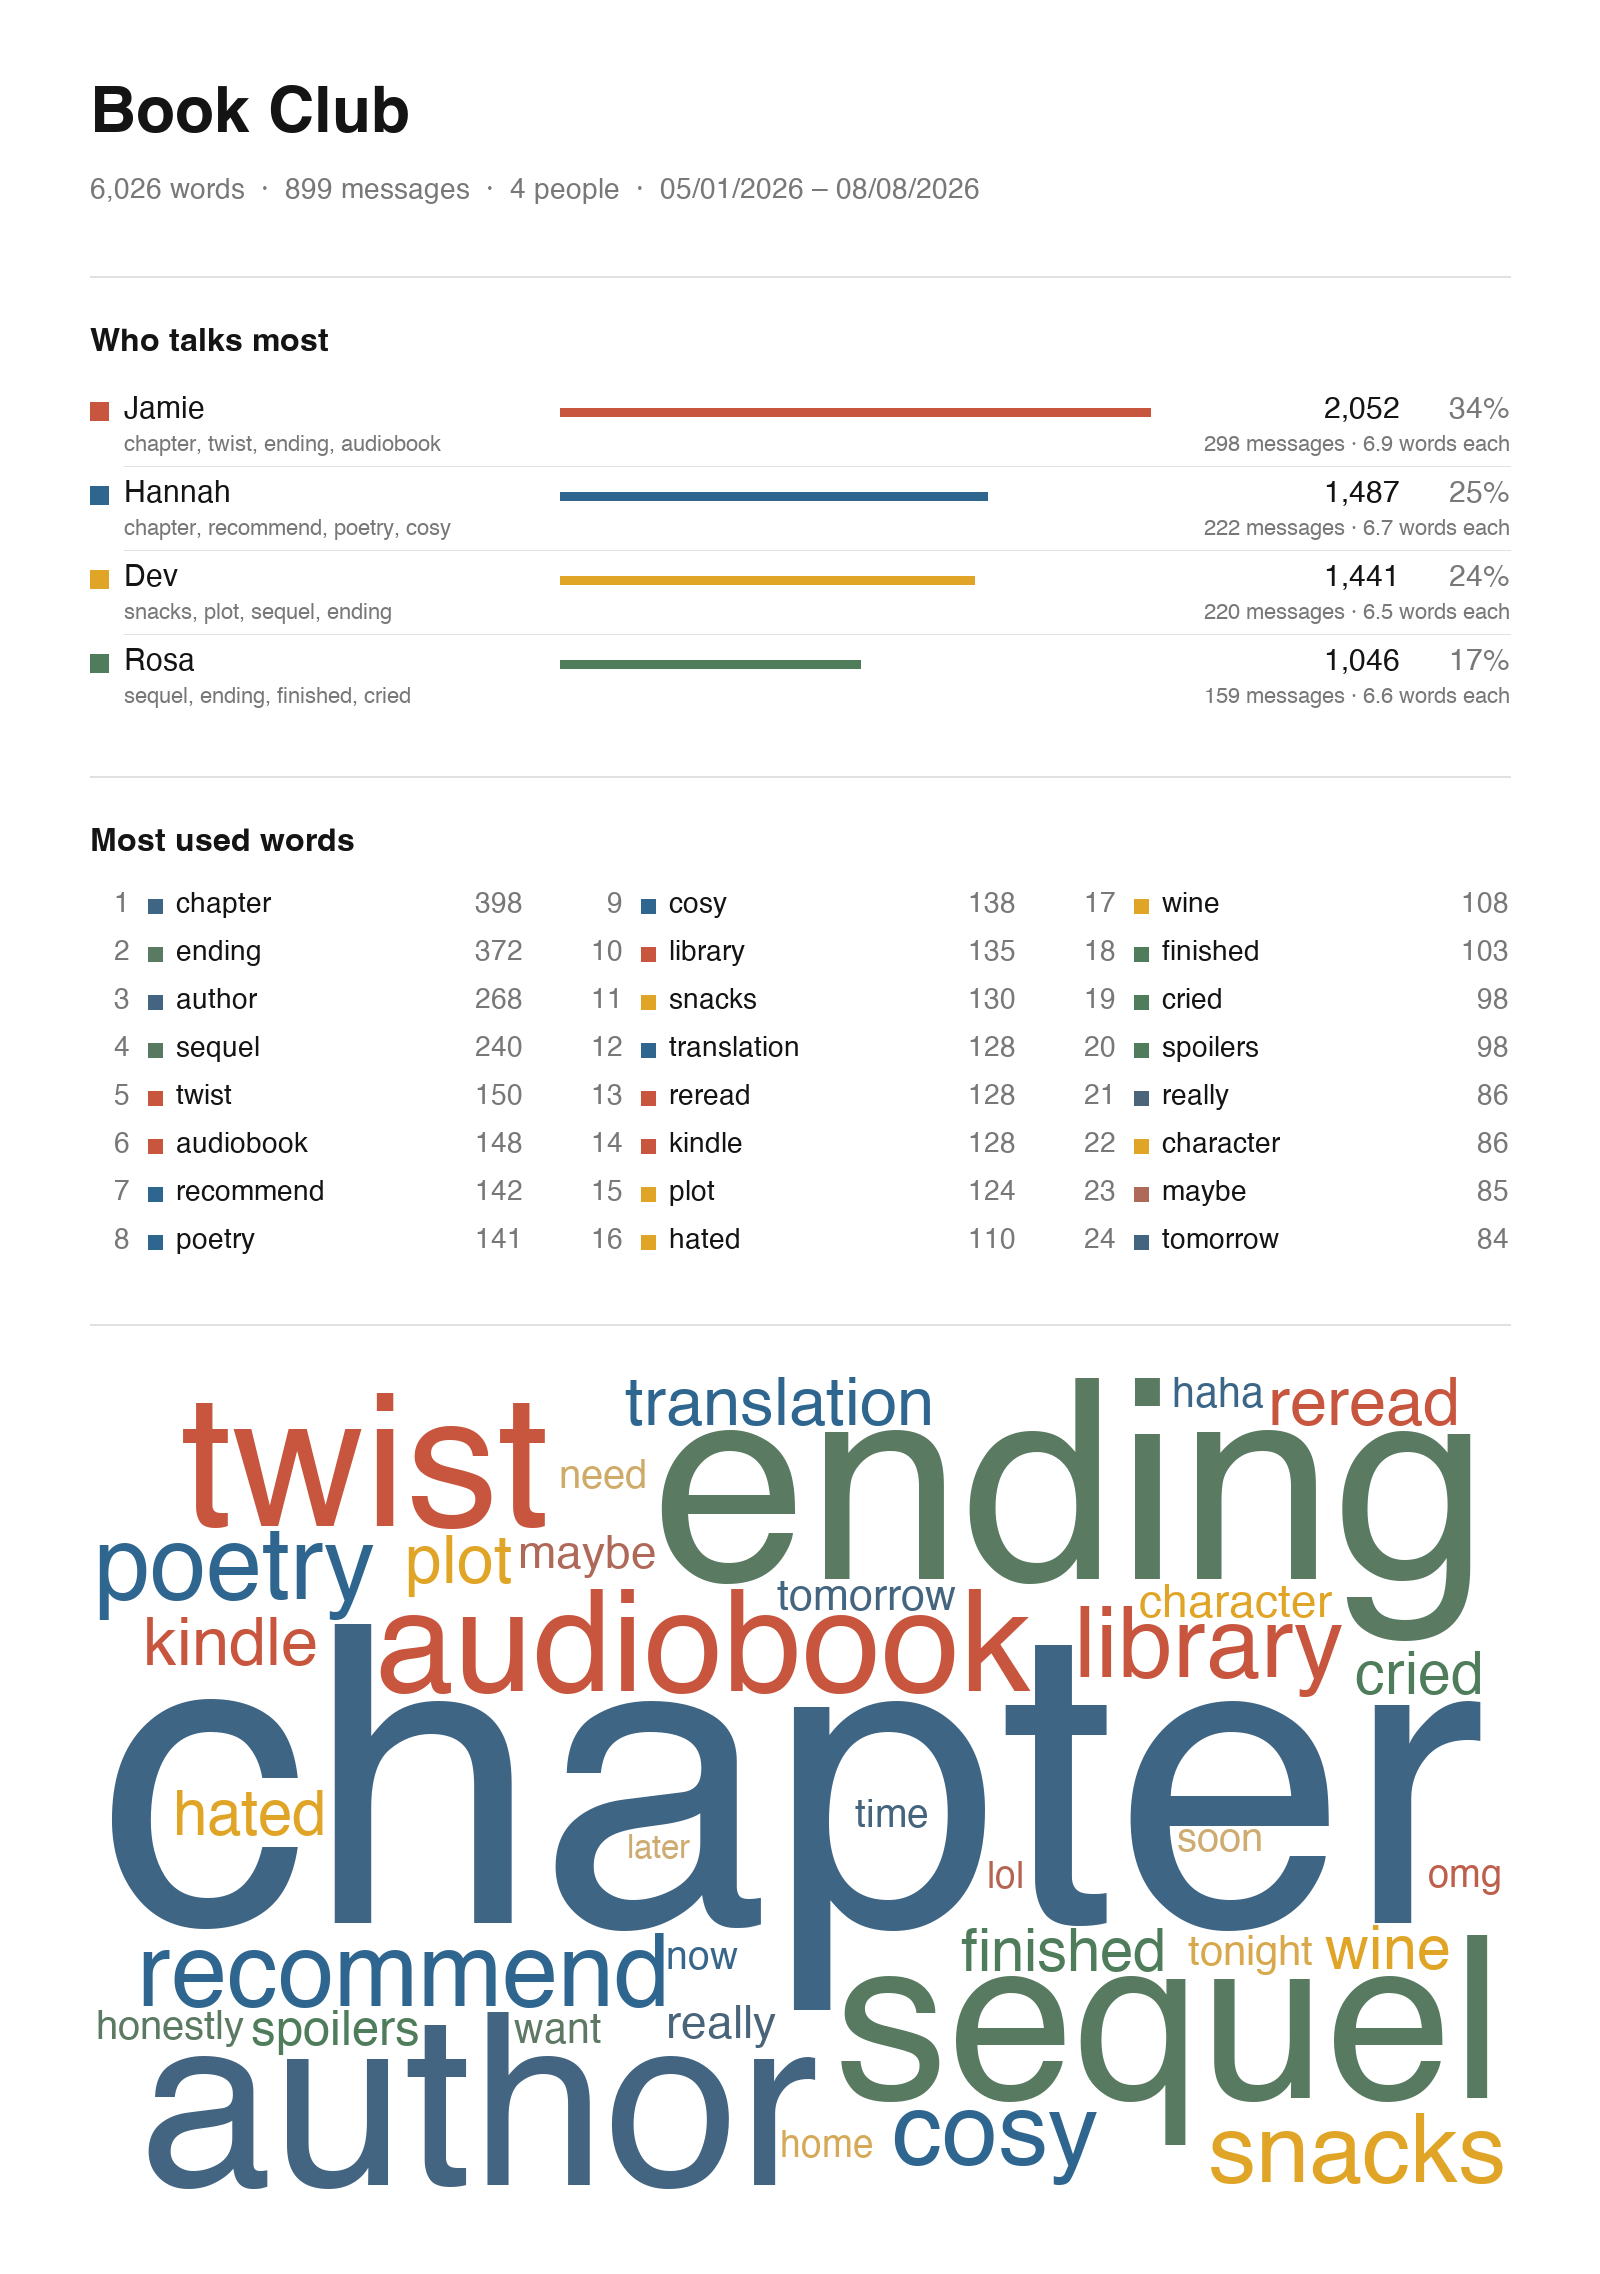 Book Club
6,026 words · 899 messages · 4 people · 05/01/2026 – 08/08/2026
Who talks most
Jamie 2,052 34%
chapter, twist, ending, audiobook 298 messages · 6.9 words each
Hannah 1,487 25%
chapter, recommend, poetry, cosy 222 messages · 6.7 words each
Dev 1,441 24%
snacks, plot, sequel, ending 220 messages · 6.5 words each
Rosa 1,046 17%
sequel, ending, finished, cried 159 messages · 6.6 words each
Most used words
1 chapter 398 9 cosy 138 17 wine 108
2 ending 372 10 library 135 18 finished 103
3 author 268 11 snacks 130 19 cried 98
4 sequel 240 12 translation 128 20 spoilers 98
5 twist 150 13 reread 128 21 really 86
6 audiobook 148 14 kindle 128 22 character 86
7 recommend 142 15 plot 124 23 maybe 85
8 poetry 141 16 hated 110 24 tomorrow 84
translation haha reread
twist need ending
poetry plot maybe
tomorrow character
kindle audiobook library cried
chapter
hated later time lol soon omg
recommend now finished tonight wine
honestly spoilers want really sequel
author home cosy snacks